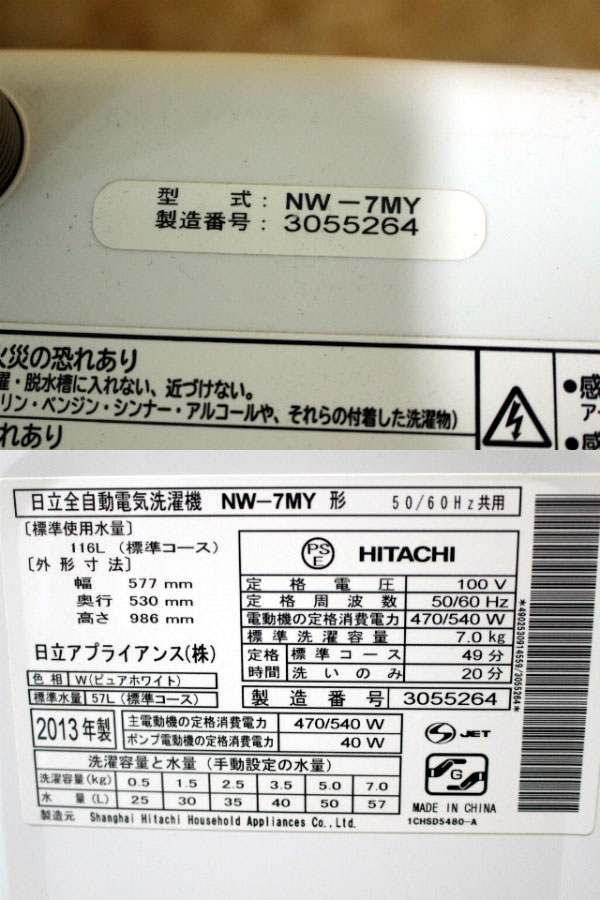 型 式 : NW-7MY
製造番号 : 3055264
火災の恐れあり
濯・脱水槽に入れない、近づけない。
リン・ベンジン・シンナー・アルコールや、それらの付着した洗濯物)
れあり
●感
ア-
●感
日立全自動電気洗濯機 NW-7MY 形 50/60Hz共用
[標準使用水量]
116L (標準コース)
[外形寸法]
幅 577 mm
奥行 530 mm
高さ 986 mm
日立アプライアンス(株)
色相 W(ピュアホワイト)
標準水量 57L (標準コース)
PS E HITACHI
定格電圧 100 V
定格周波数 50/60 Hz
電動機の定格消費電力 470/540 W
標準洗濯容量 7.0 kg
定格時間 標準コース 49 分
洗いのみ 20 分
製造番号 3055264
2013年製
主電動機の定格消費電力 470/540 W
ポンプ電動機の定格消費電力 40 W
洗濯容量と水量 (手動設定の水量)
洗濯容量(kg) 0.5 1.5 2.5 3.5 5.0 7.0
水 量(L) 25 30 35 40 50 57
製造元 Shanghai Hitachi Household Appliances Co., Ltd.
JET
G
MADE IN CHINA
1CHSD5480-A
*4902530914559/3055264*